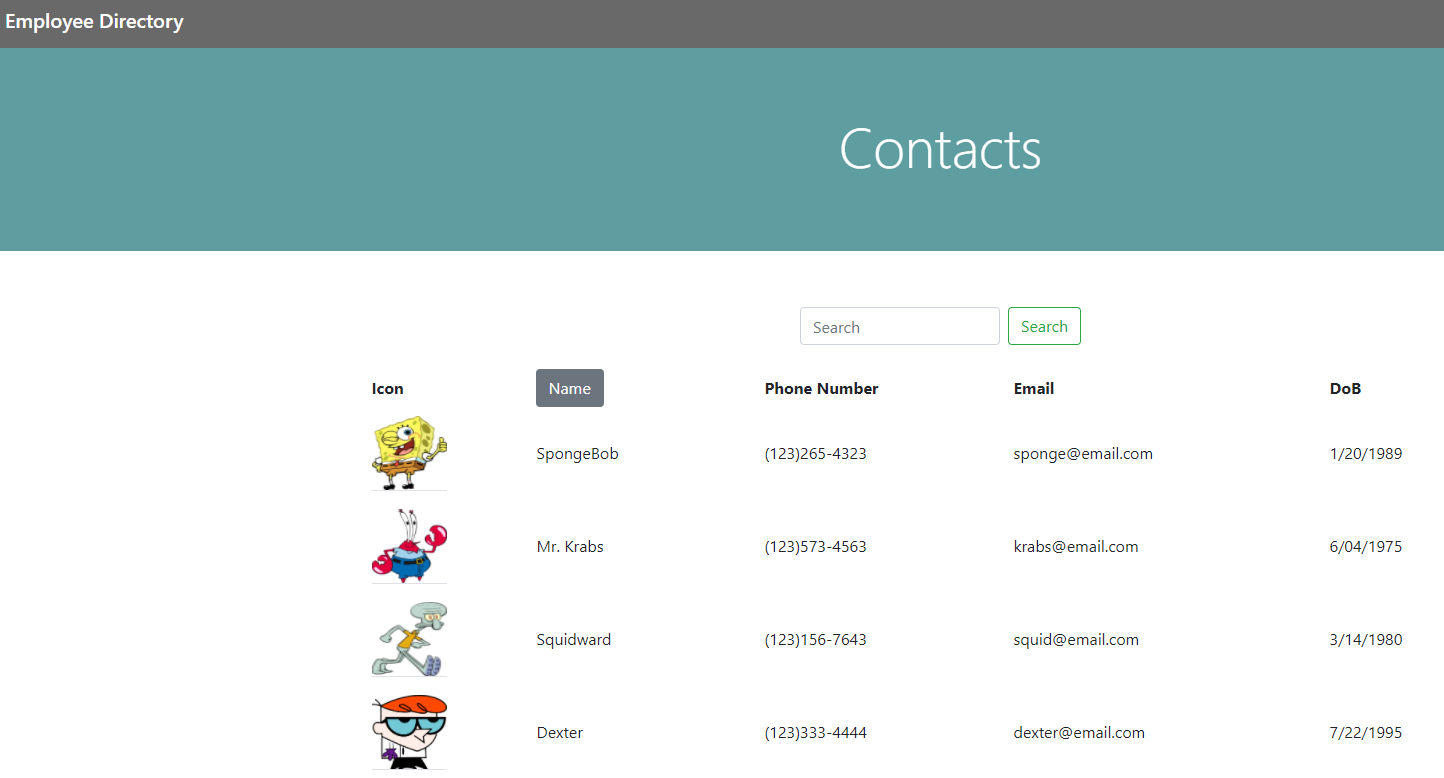 Employee Directory
Contacts
Search Search
Icon Name Phone Number Email DoB
SpongeBob (123)265-4323 sponge@email.com 1/20/1989
Mr. Krabs (123)573-4563 krabs@email.com 6/04/1975
Squidward (123)156-7643 squid@email.com 3/14/1980
Dexter (123)333-4444 dexter@email.com 7/22/1995